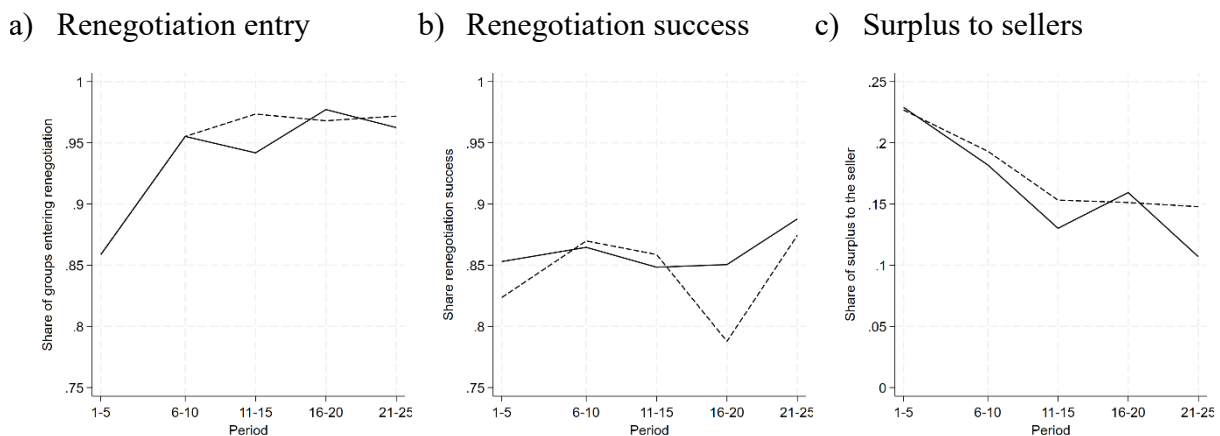 a) Renegotiation entry
b) Renegotiation success
c) Surplus to sellers
Share of groups entering renegotiation
1
.95
.9
.85
.8
.75
1-5 6-10 11-15 16-20 21-25
Period
Share renegotiation success
1
.95
.9
.85
.8
.75
1-5 6-10 11-15 16-20 21-25
Period
Share of surplus to the seller
.25
.2
.15
.1
.05
0
1-5 6-10 11-15 16-20 21-25
Period